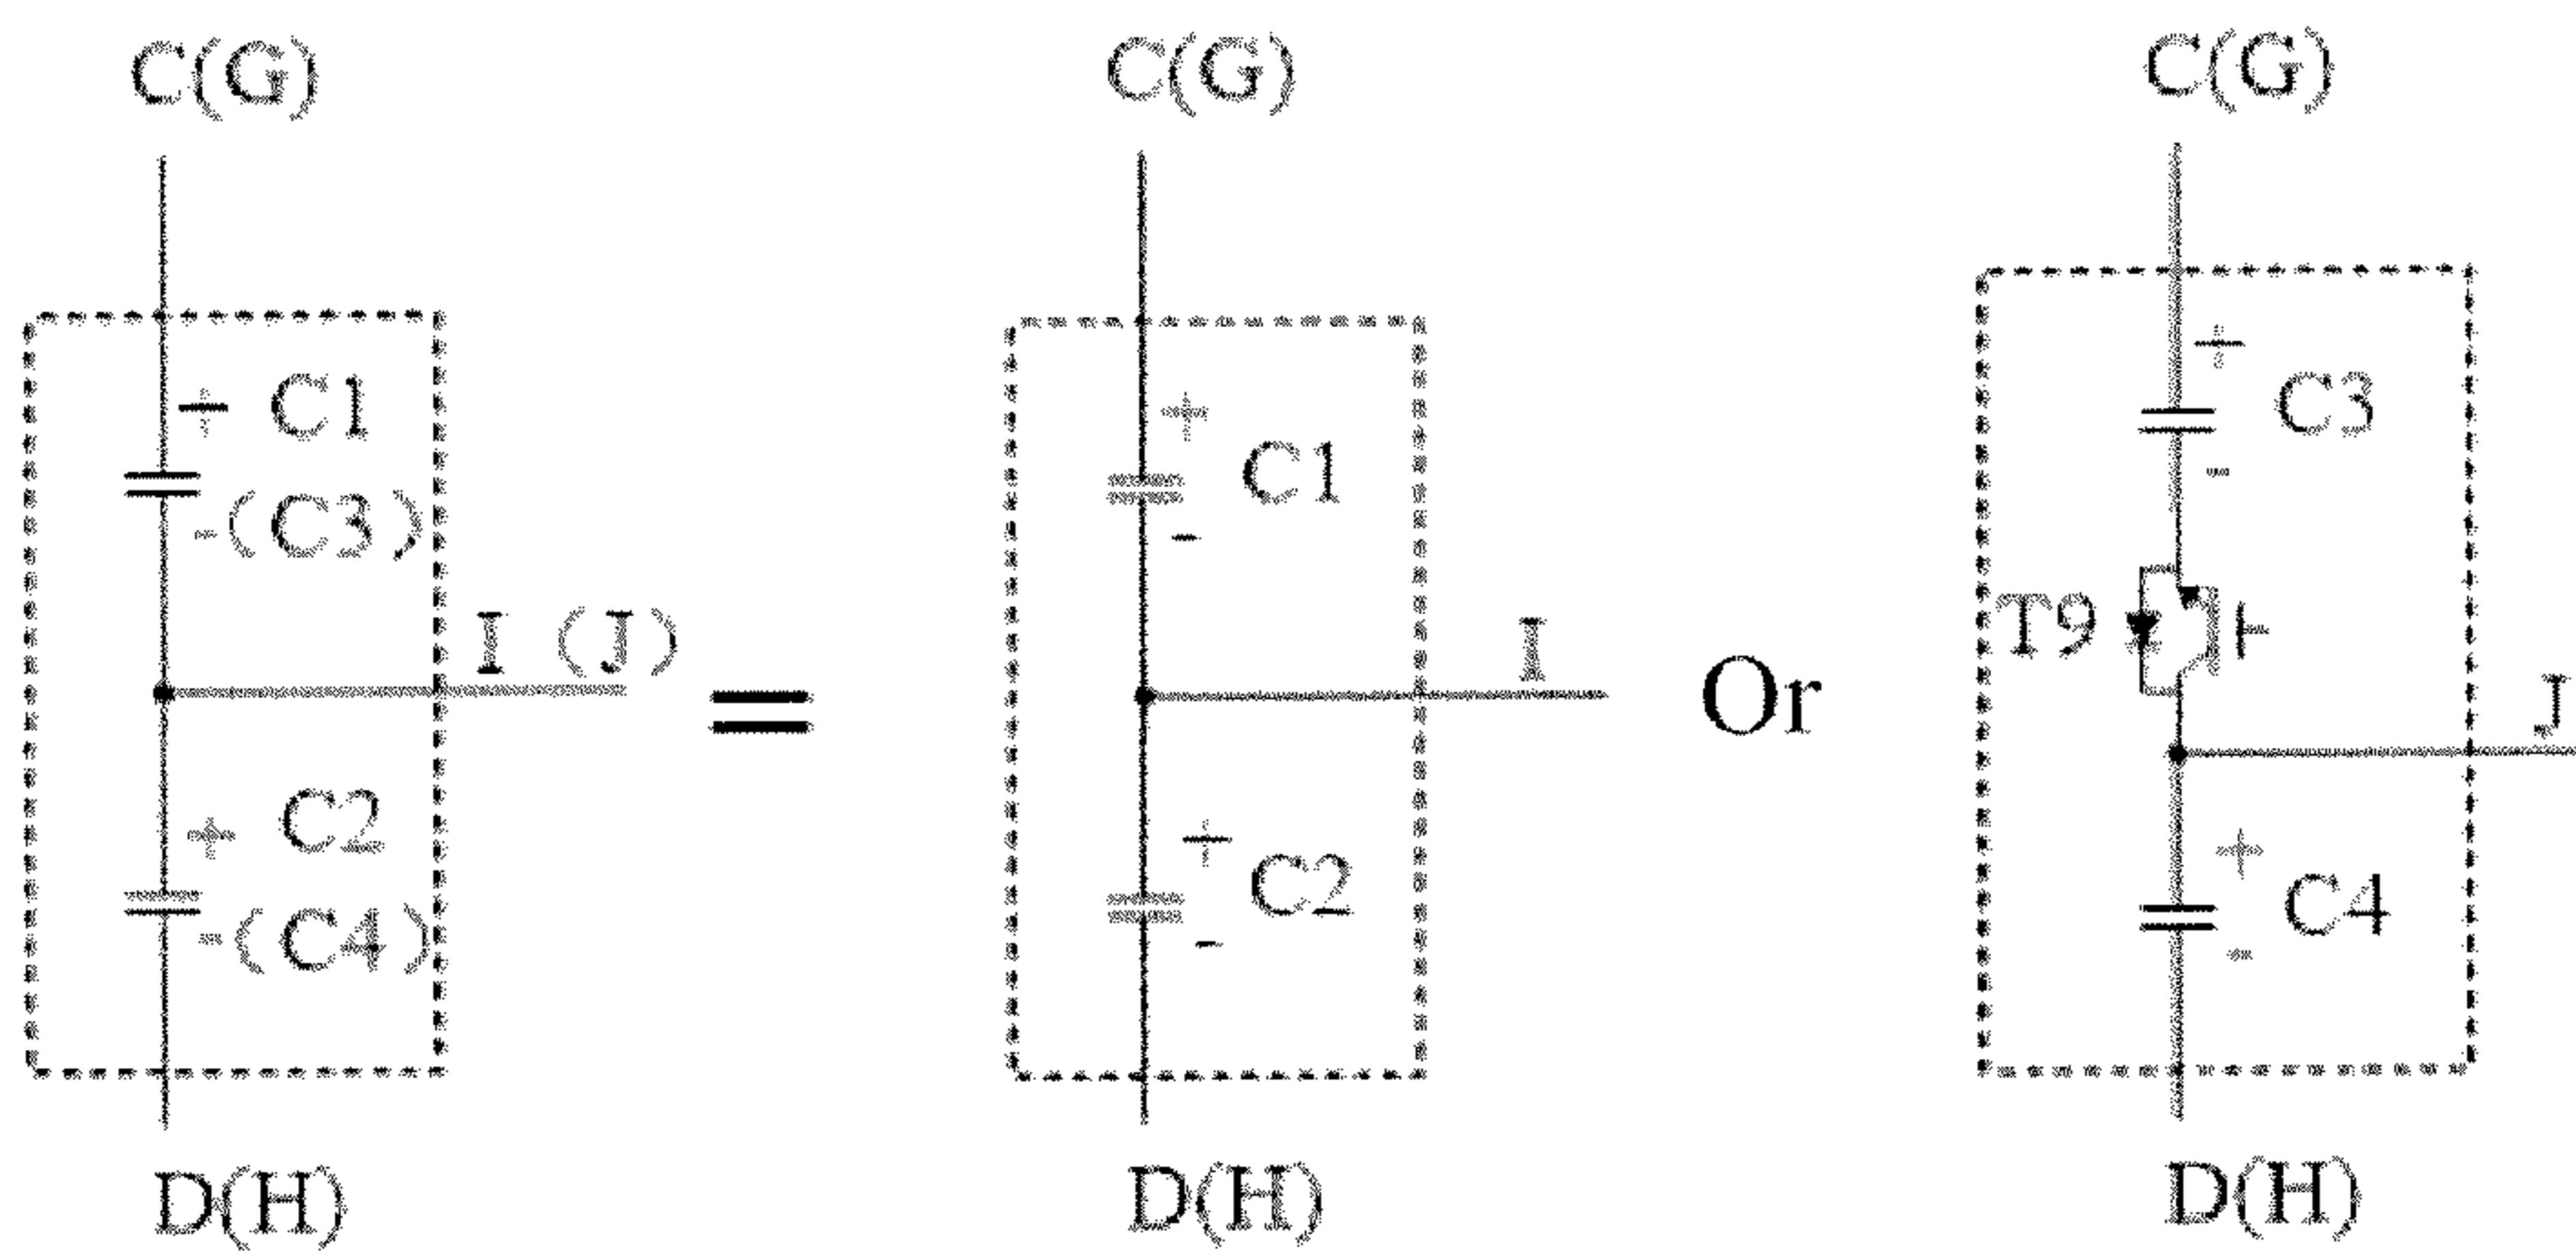 C(G)
+ C1
-(C3)
I (J)
+ C2
-(C4)
D(H)
=
C(G)
+
C1
-
I
+
C2
-
D(H)
Or
C(G)
+
C3
-
T9
J
+
C4
-
D(H)